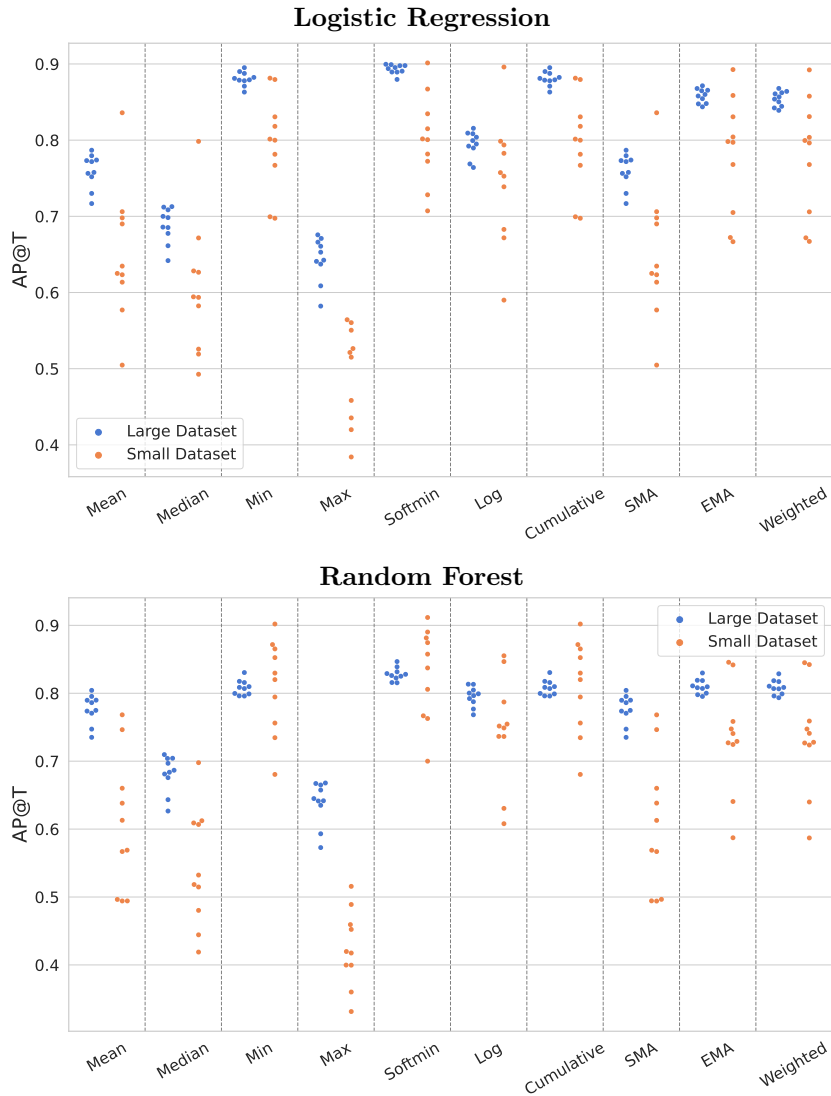 Logistic Regression
0.9
0.8
0.7
0.6
0.5
0.4
AP@T
Large Dataset
Small Dataset
Mean
Median
Min
Max
Softmin
Log
Cumulative
SMA
EMA
Weighted
Random Forest
0.9
0.8
0.7
0.6
0.5
0.4
AP@T
Large Dataset
Small Dataset
Mean
Median
Min
Max
Softmin
Log
Cumulative
SMA
EMA
Weighted